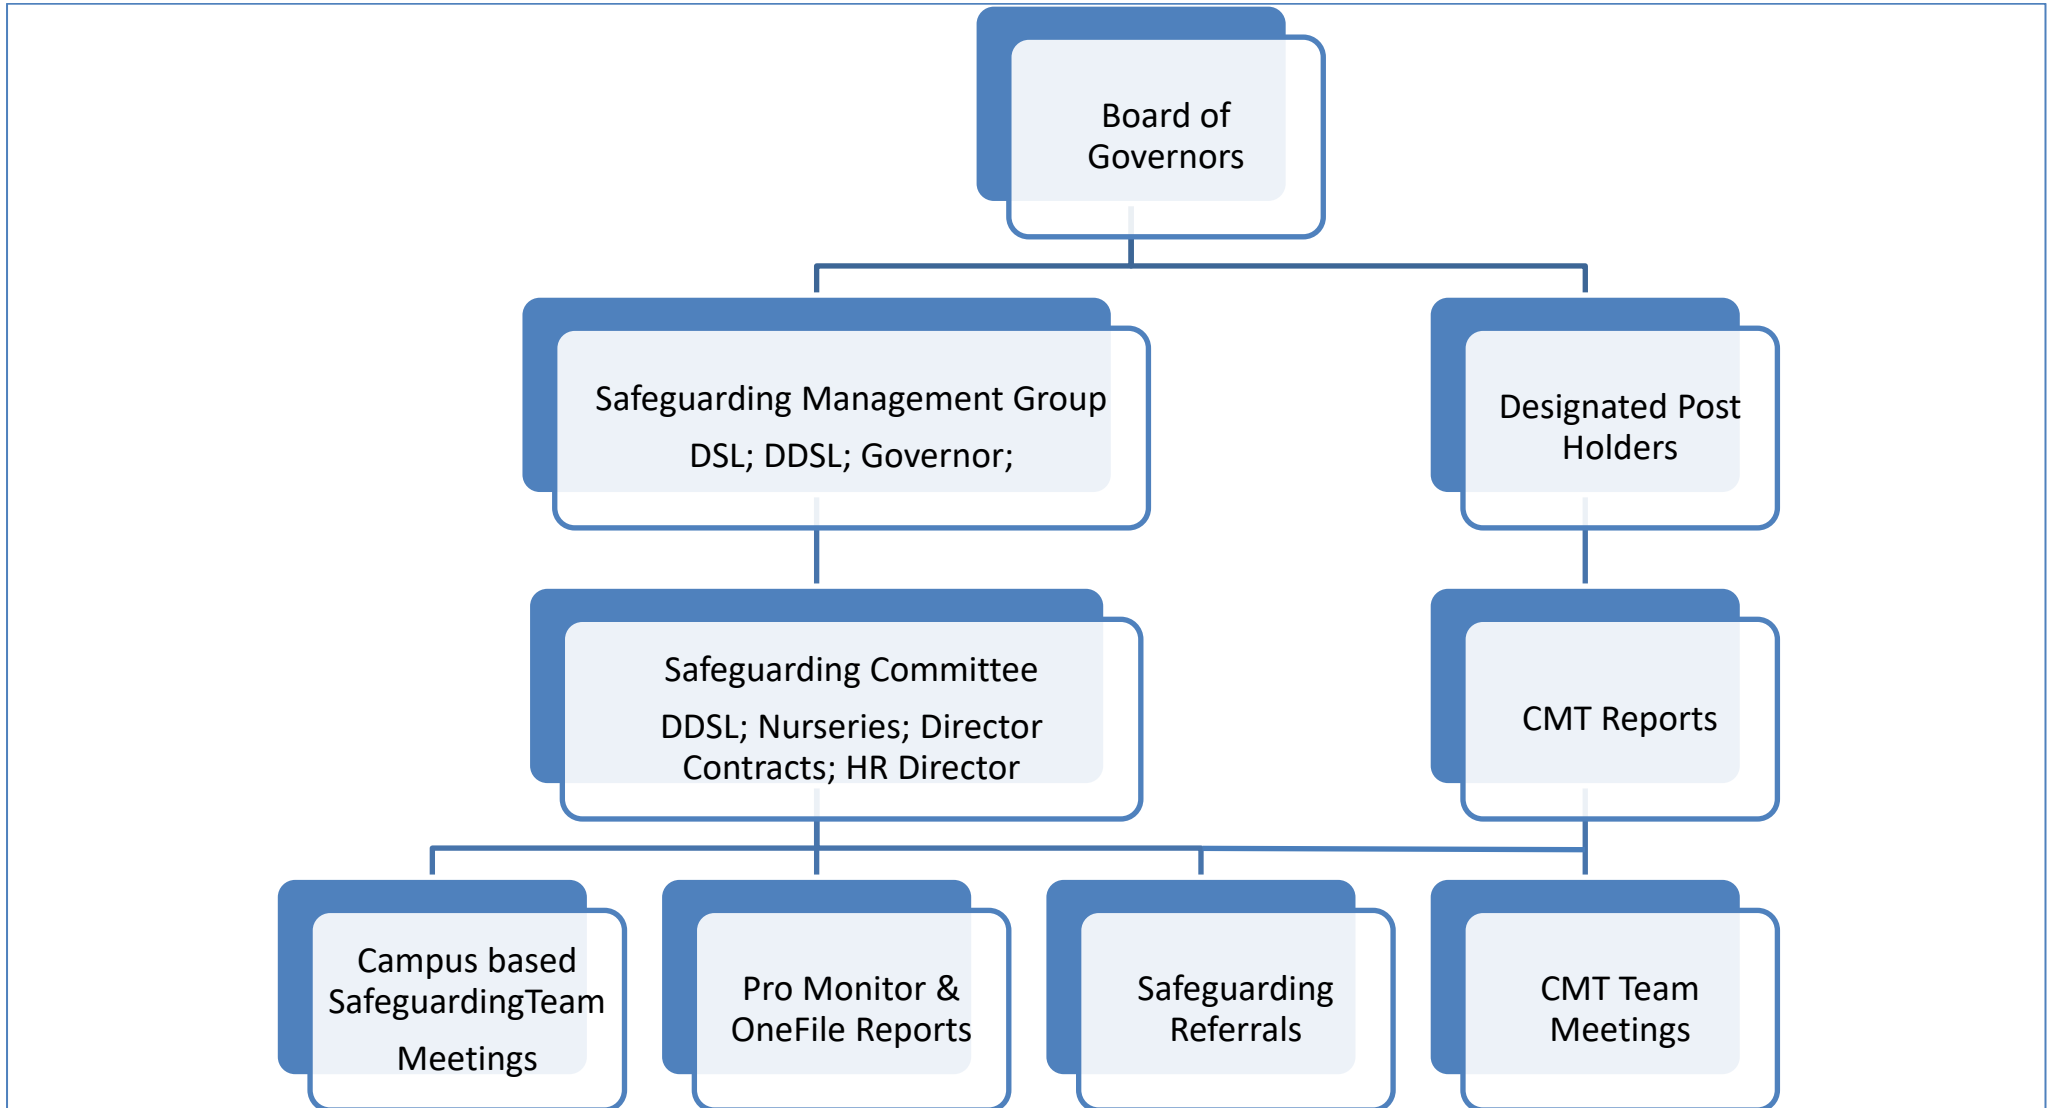 Board of
Governors
Safeguarding Management Group
DSL; DDSL; Governor;
Designated Post
Holders
Safeguarding Committee
DDSL; Nurseries; Director
Contracts; HR Director
CMT Reports
Campus based
SafeguardingTeam
Meetings
Pro Monitor &
OneFile Reports
Safeguarding
Referrals
CMT Team
Meetings